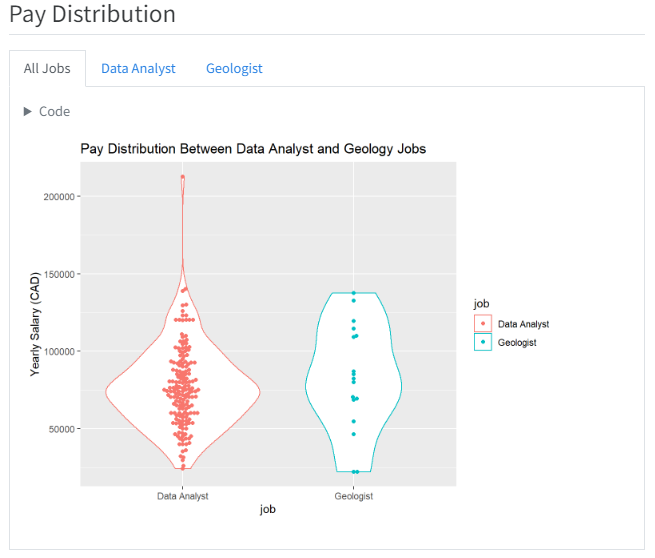 Pay Distribution
All Jobs Data Analyst Geologist
Code
Pay Distribution Between Data Analyst and Geology Jobs
Yearly Salary (CAD)
200000
150000
100000
50000
Data Analyst Geologist
job
job
Data Analyst
Geologist